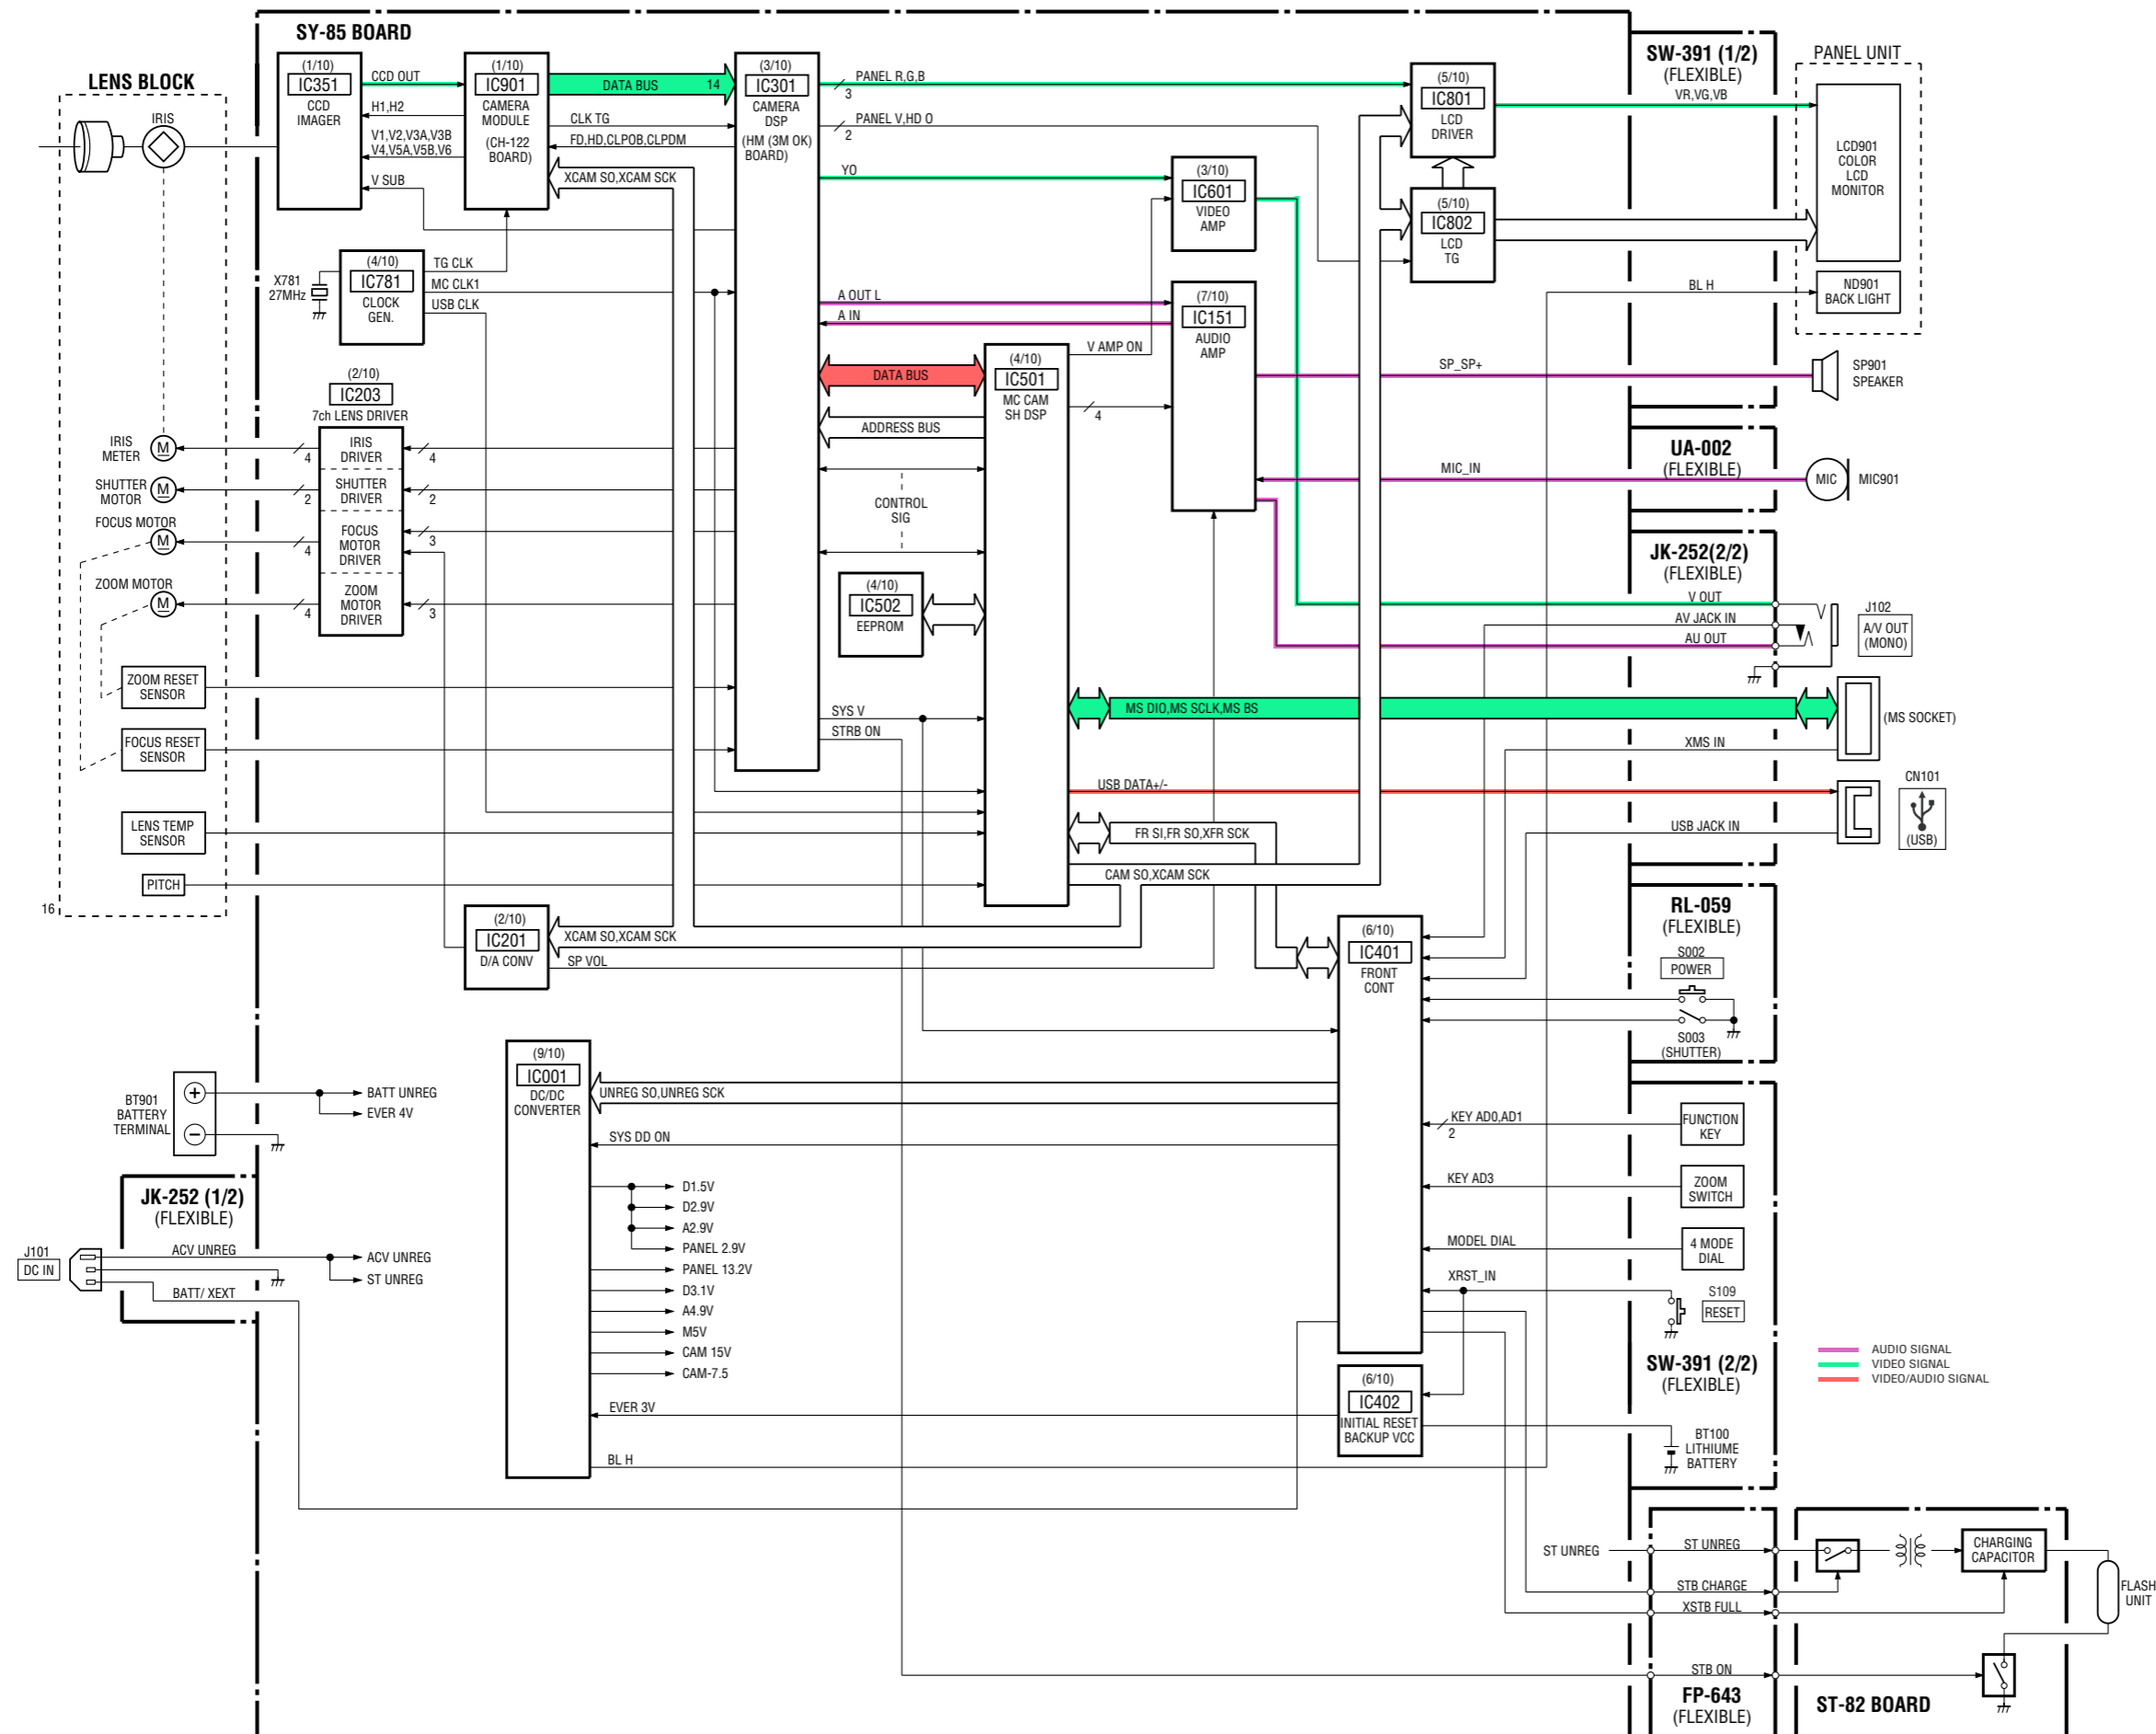 SY-85 BOARD
LENS BLOCK
IRIS
(1/10)
IC351
CCD
IMAGER
CCD OUT
H1,H2
V1,V2,V3A,V3B
V4,V5A,V5B,V6
V SUB
(1/10)
IC901
CAMERA
MODULE
(CH-122
BOARD)
DATA BUS
14
CLK TG
FD,HD,CLPOB,CLPDM
XCAM SO,XCAM SCK
(3/10)
IC301
CAMERA
DSP
(HM (3M OK)
BOARD)
PANEL R,G,B
3
PANEL V,HD O
2
YO
(3/10)
IC601
VIDEO
AMP
(5/10)
IC801
LCD
DRIVER
(5/10)
IC802
LCD
TG
SW-391 (1/2)
(FLEXIBLE)
VR,VG,VB
BL H
PANEL UNIT
LCD901
COLOR
LCD
MONITOR
ND901
BACK LIGHT
X781
27MHz
(4/10)
IC781
CLOCK
GEN.
TG CLK
MC CLK1
USB CLK
A OUT L
A IN
(7/10)
IC151
AUDIO
AMP
V AMP ON
4
SP_SP+
SP901
SPEAKER
DATA BUS
ADDRESS BUS
CONTROL
SIG
(4/10)
IC501
MC CAM
SH DSP
(4/10)
IC502
EEPROM
(2/10)
IC203
7ch LENS DRIVER
IRIS
DRIVER
SHUTTER
DRIVER
FOCUS
MOTOR
DRIVER
ZOOM
MOTOR
DRIVER
IRIS
METER
M
4
4
SHUTTER
MOTOR
M
2
2
FOCUS MOTOR
M
4
3
ZOOM MOTOR
M
4
3
ZOOM RESET
SENSOR
FOCUS RESET
SENSOR
LENS TEMP
SENSOR
PITCH
16
UA-002
(FLEXIBLE)
MIC_IN
MIC
MIC901
JK-252(2/2)
(FLEXIBLE)
V OUT
AV JACK IN
AU OUT
J102
A/V OUT
(MONO)
MS DIO,MS SCLK,MS BS
(MS SOCKET)
XMS IN
SYS V
STRB ON
USB DATA+/-
CN101
(USB)
USB JACK IN
FR SI,FR SO,XFR SCK
CAM SO,XCAM SCK
(2/10)
IC201
D/A CONV
XCAM SO,XCAM SCK
SP VOL
(6/10)
IC401
FRONT
CONT
RL-059
(FLEXIBLE)
S002
POWER
S003
(SHUTTER)
(9/10)
IC001
DC/DC
CONVERTER
UNREG SO,UNREG SCK
SYS DD ON
D1.5V
D2.9V
A2.9V
PANEL 2.9V
PANEL 13.2V
D3.1V
A4.9V
M5V
CAM 15V
CAM-7.5
EVER 3V
BL H
BT901
BATTERY
TERMINAL
+
−
BATT UNREG
EVER 4V
JK-252 (1/2)
(FLEXIBLE)
J101
DC IN
ACV UNREG
BATT/ XEXT
ACV UNREG
ST UNREG
KEY AD0,AD1
2
FUNCTION
KEY
KEY AD3
ZOOM
SWITCH
MODEL DIAL
4 MODE
DIAL
XRST_IN
S109
RESET
SW-391 (2/2)
(FLEXIBLE)
(6/10)
IC402
INITIAL RESET
BACKUP VCC
BT100
LITHIUME
BATTERY
AUDIO SIGNAL
VIDEO SIGNAL
VIDEO/AUDIO SIGNAL
ST UNREG
ST UNREG
STB CHARGE
XSTB FULL
STB ON
FP-643
(FLEXIBLE)
CHARGING
CAPACITOR
FLASH
UNIT
ST-82 BOARD